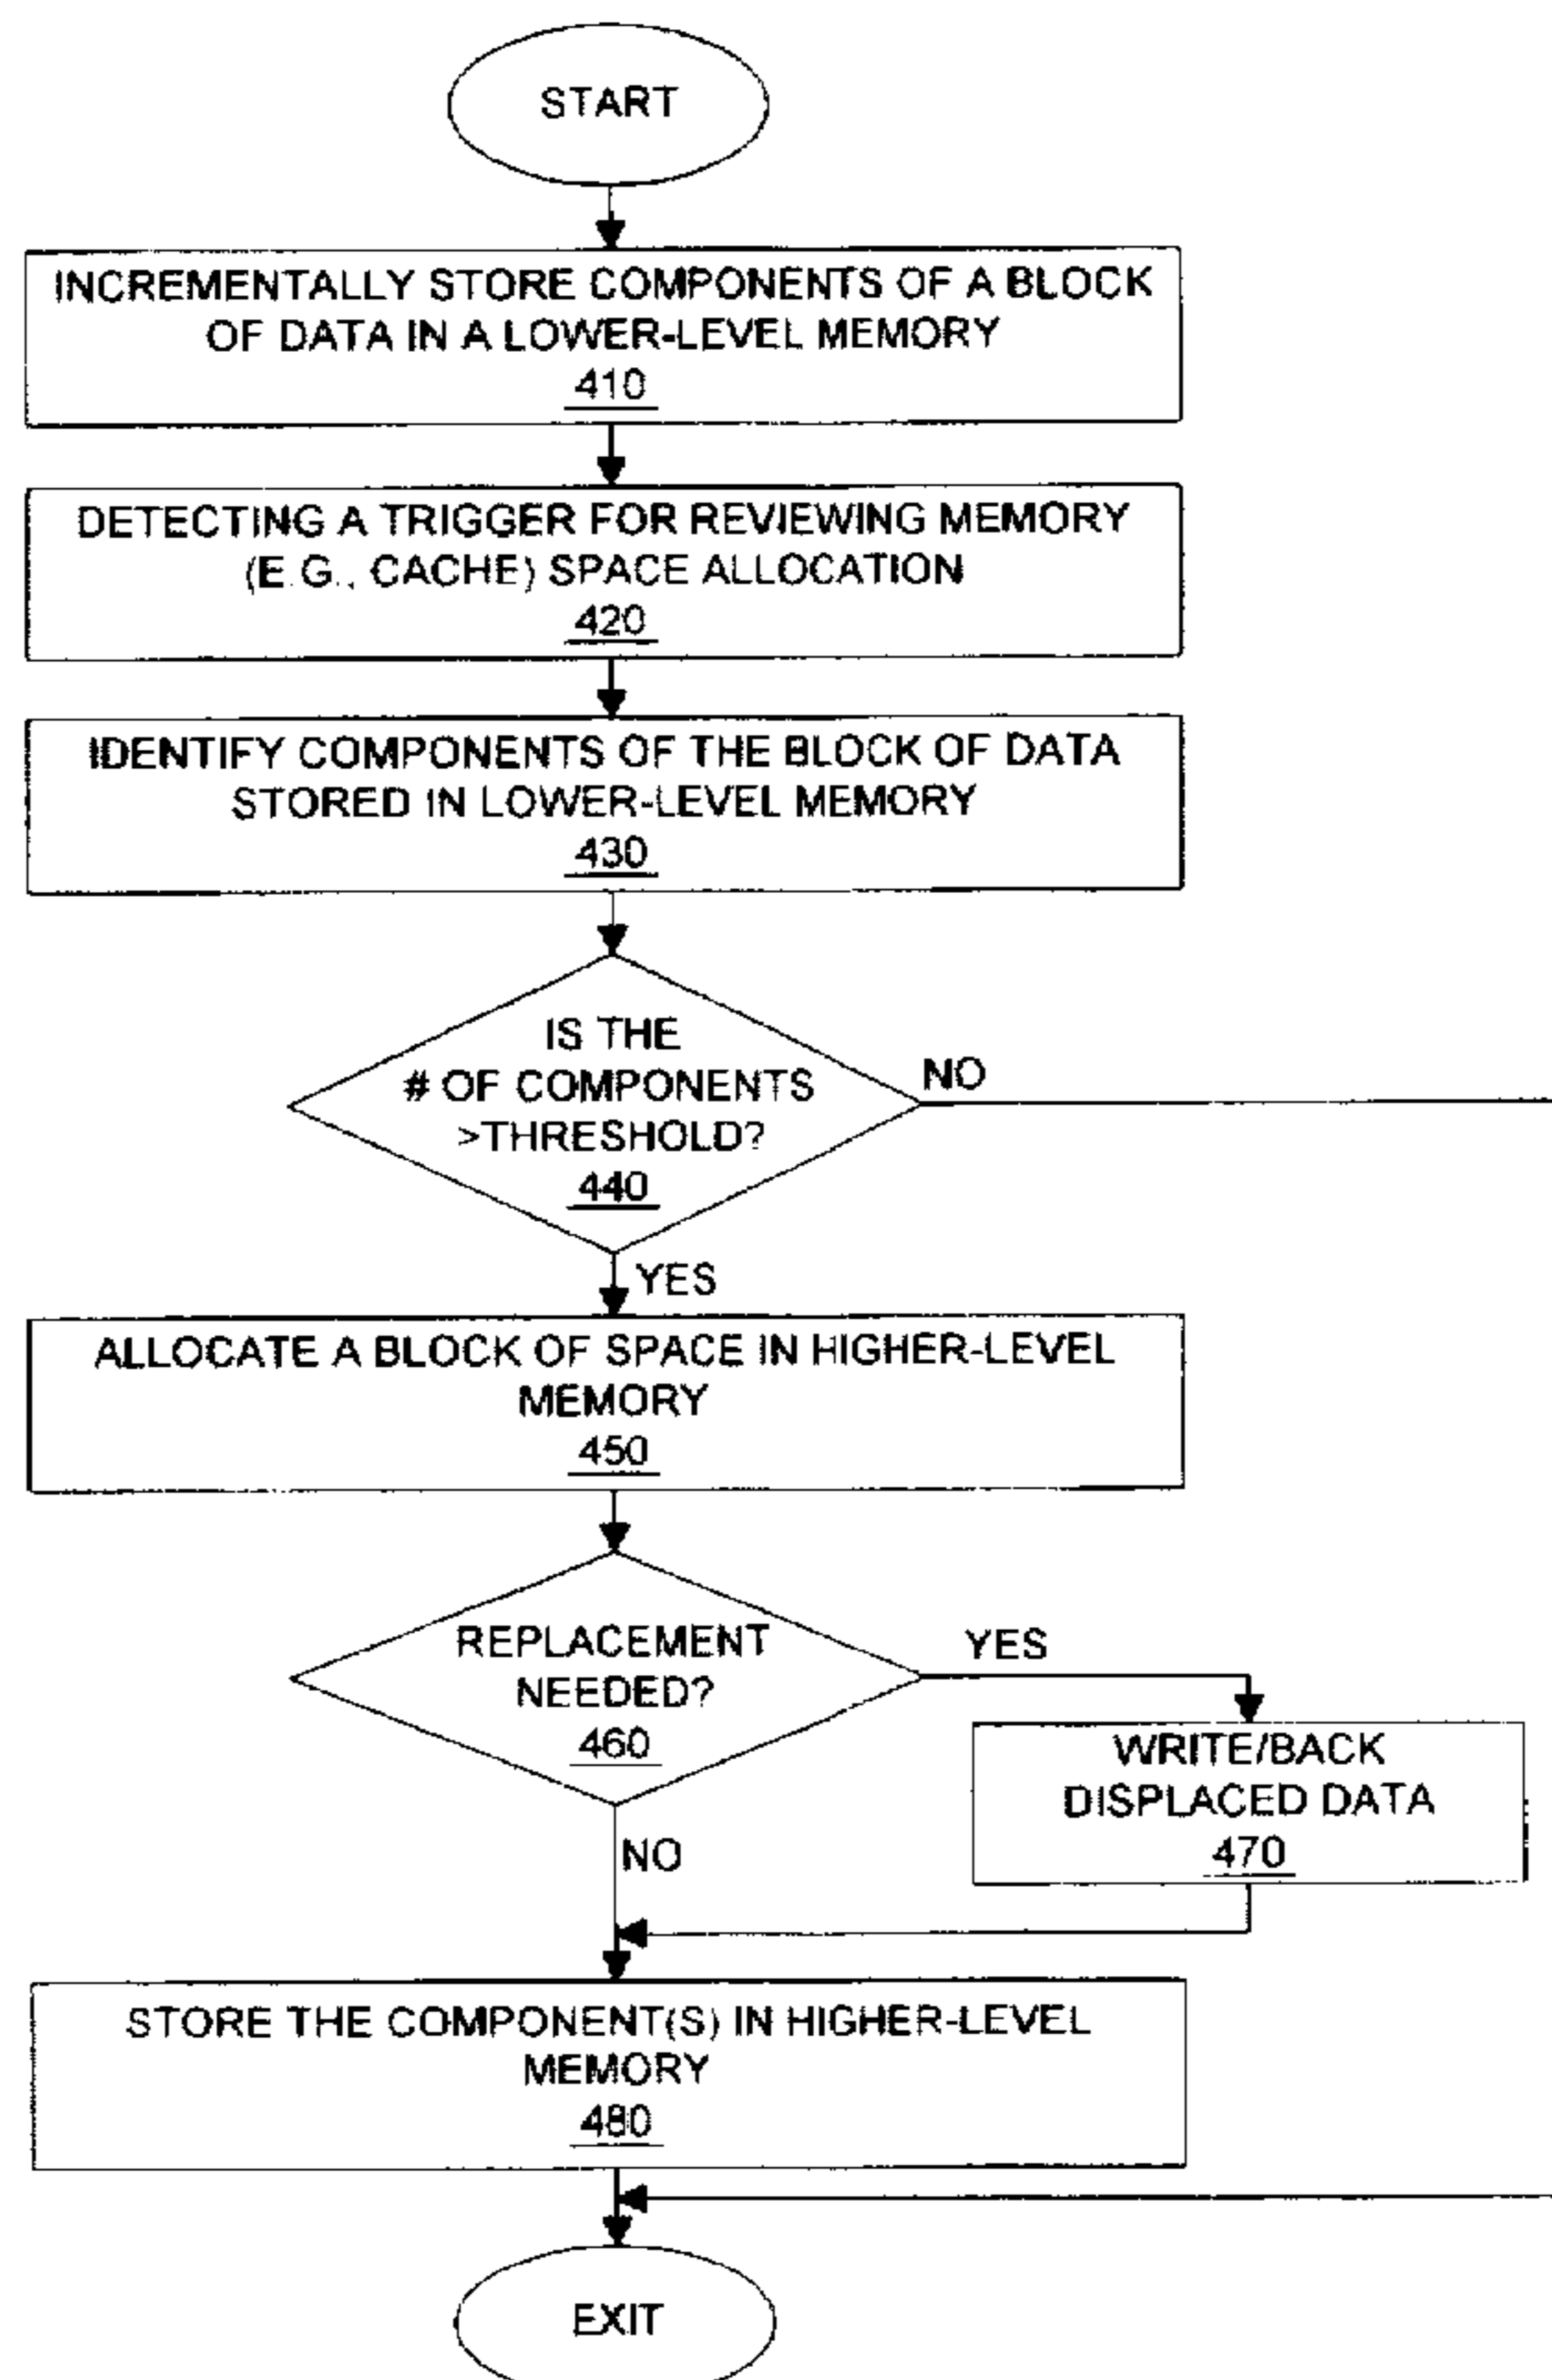 START
INCREMENTALLY STORE COMPONENTS OF A BLOCK
OF DATA IN A LOWER-LEVEL MEMORY
410
DETECTING A TRIGGER FOR REVIEWING MEMORY
(E.G., CACHE) SPACE ALLOCATION
420
IDENTIFY COMPONENTS OF THE BLOCK OF DATA
STORED IN LOWER-LEVEL MEMORY
430
IS THE
# OF COMPONENTS
>THRESHOLD?
440
NO
YES
ALLOCATE A BLOCK OF SPACE IN HIGHER-LEVEL
MEMORY
450
REPLACEMENT
NEEDED?
460
YES
WRITE/BACK
DISPLACED DATA
470
NO
STORE THE COMPONENT(S) IN HIGHER-LEVEL
MEMORY
480
EXIT